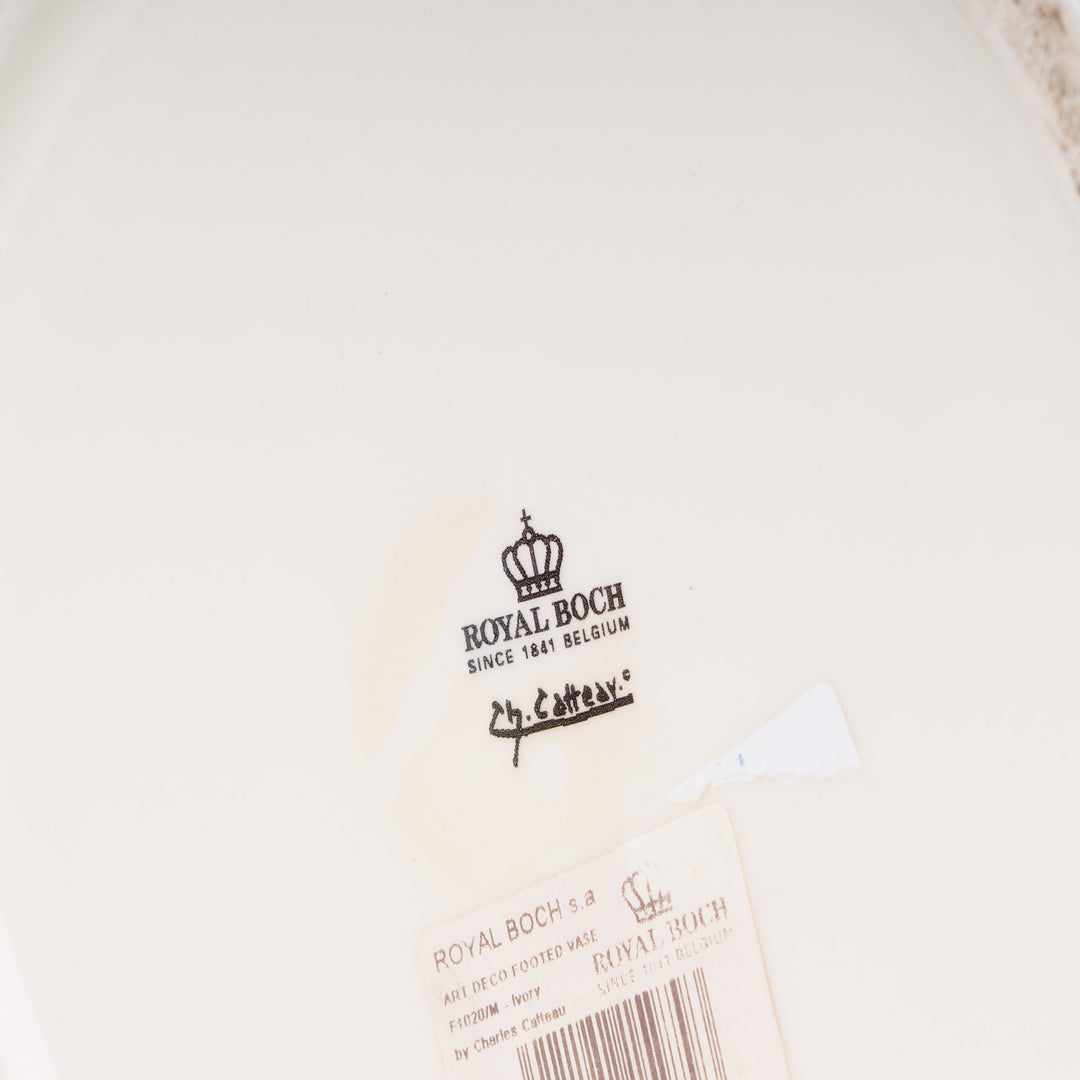 ROYAL BOCH
SINCE 1841 BELGIUM
Ch. Catteau.
ROYAL BOCH s.a
ART DECO FOOTED VASE
F1020/M - Ivory
by Charles Catteau
ROYAL BOCH
SINCE 1841 BELGIUM